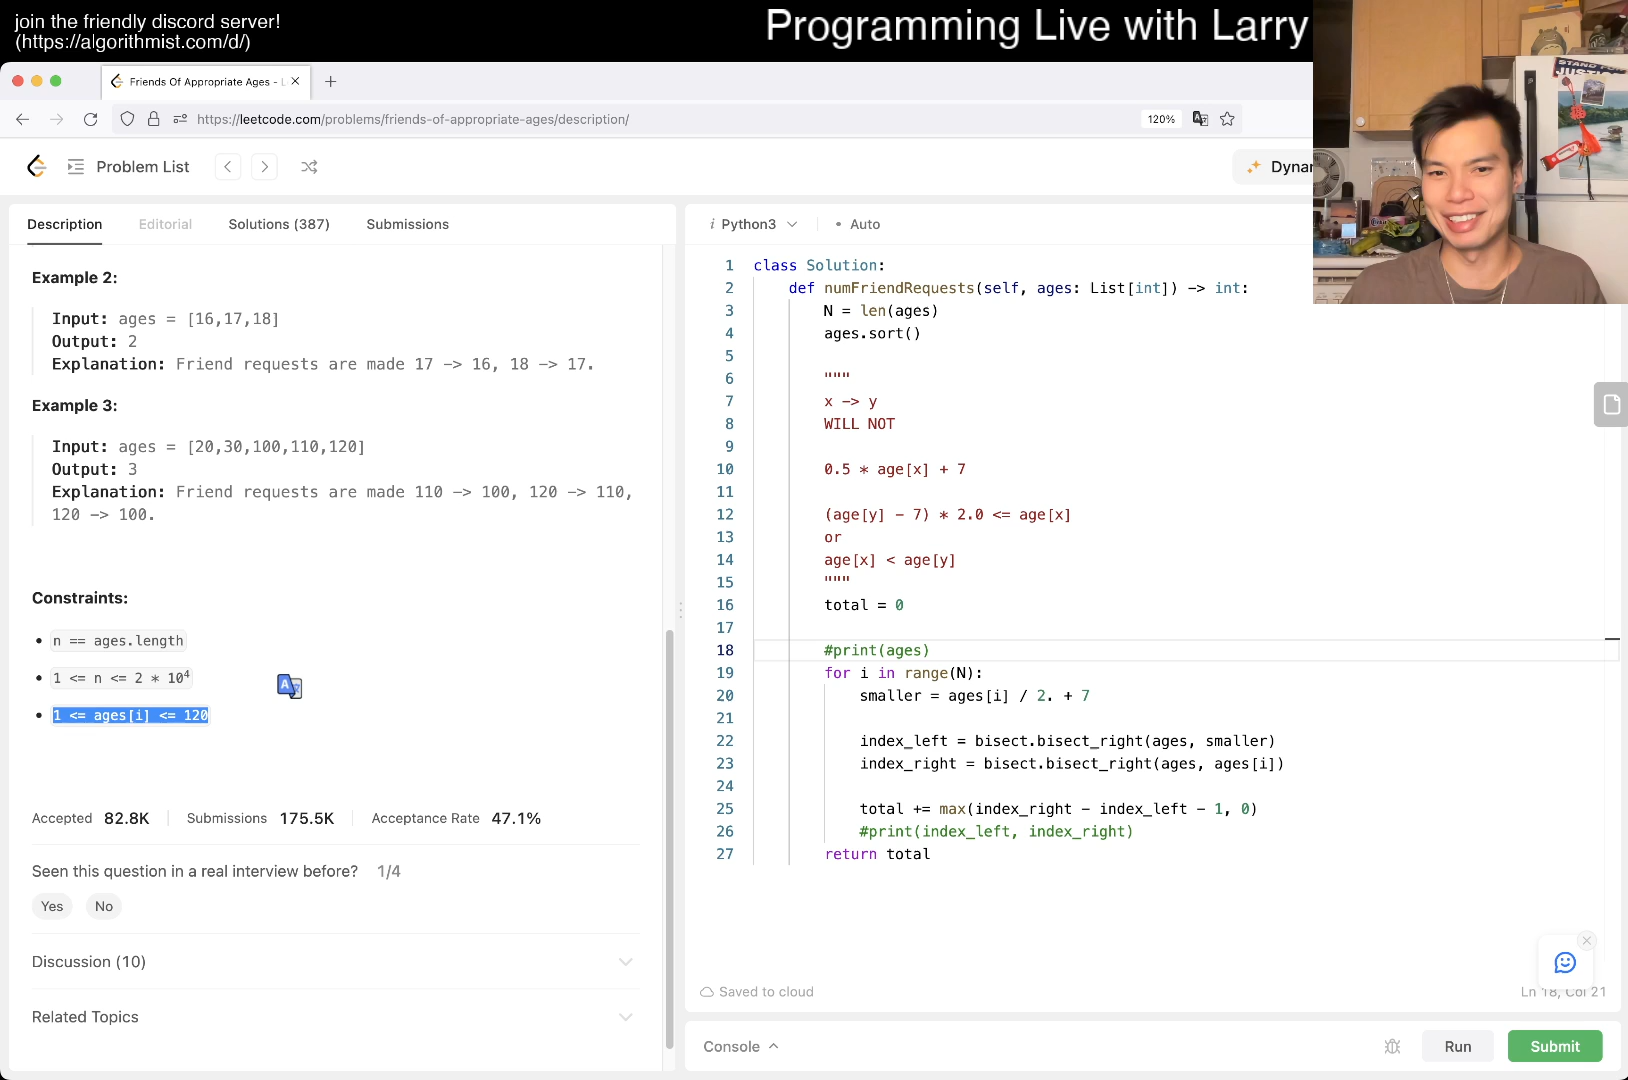 join the friendly discord server!
(https://algorithmist.com/d/)
Programming Live with Larry
Friends Of Appropriate Ages - L
https://leetcode.com/problems/friends-of-appropriate-ages/description/
120%
Problem List
Dynam
Description
Editorial
Solutions (387)
Submissions
Example 2:
Input: ages = [16,17,18]
Output: 2
Explanation: Friend requests are made 17 -> 16, 18 -> 17.
Example 3:
Input: ages = [20,30,100,110,120]
Output: 3
Explanation: Friend requests are made 110 -> 100, 120 -> 110,
120 -> 100.
Constraints:
• n == ages.length
• 1 <= n <= 2 * 10⁴
• 1 <= ages[i] <= 120
Accepted 82.8K Submissions 175.5K Acceptance Rate 47.1%
Seen this question in a real interview before? 1/4
Yes No
Discussion (10)
Related Topics
i Python3 • Auto
1 class Solution:
2 def numFriendRequests(self, ages: List[int]) -> int:
3 N = len(ages)
4 ages.sort()
5
6 """
7 x -> y
8 WILL NOT
9
10 0.5 * age[x] + 7
11
12 (age[y] - 7) * 2.0 <= age[x]
13 or
14 age[x] < age[y]
15 """
16 total = 0
17
18 #print(ages)
19 for i in range(N):
20 smaller = ages[i] / 2. + 7
21
22 index_left = bisect.bisect_right(ages, smaller)
23 index_right = bisect.bisect_right(ages, ages[i])
24
25 total += max(index_right - index_left - 1, 0)
26 #print(index_left, index_right)
27 return total
Saved to cloud
Ln 18, Col 21
Console
Run
Submit